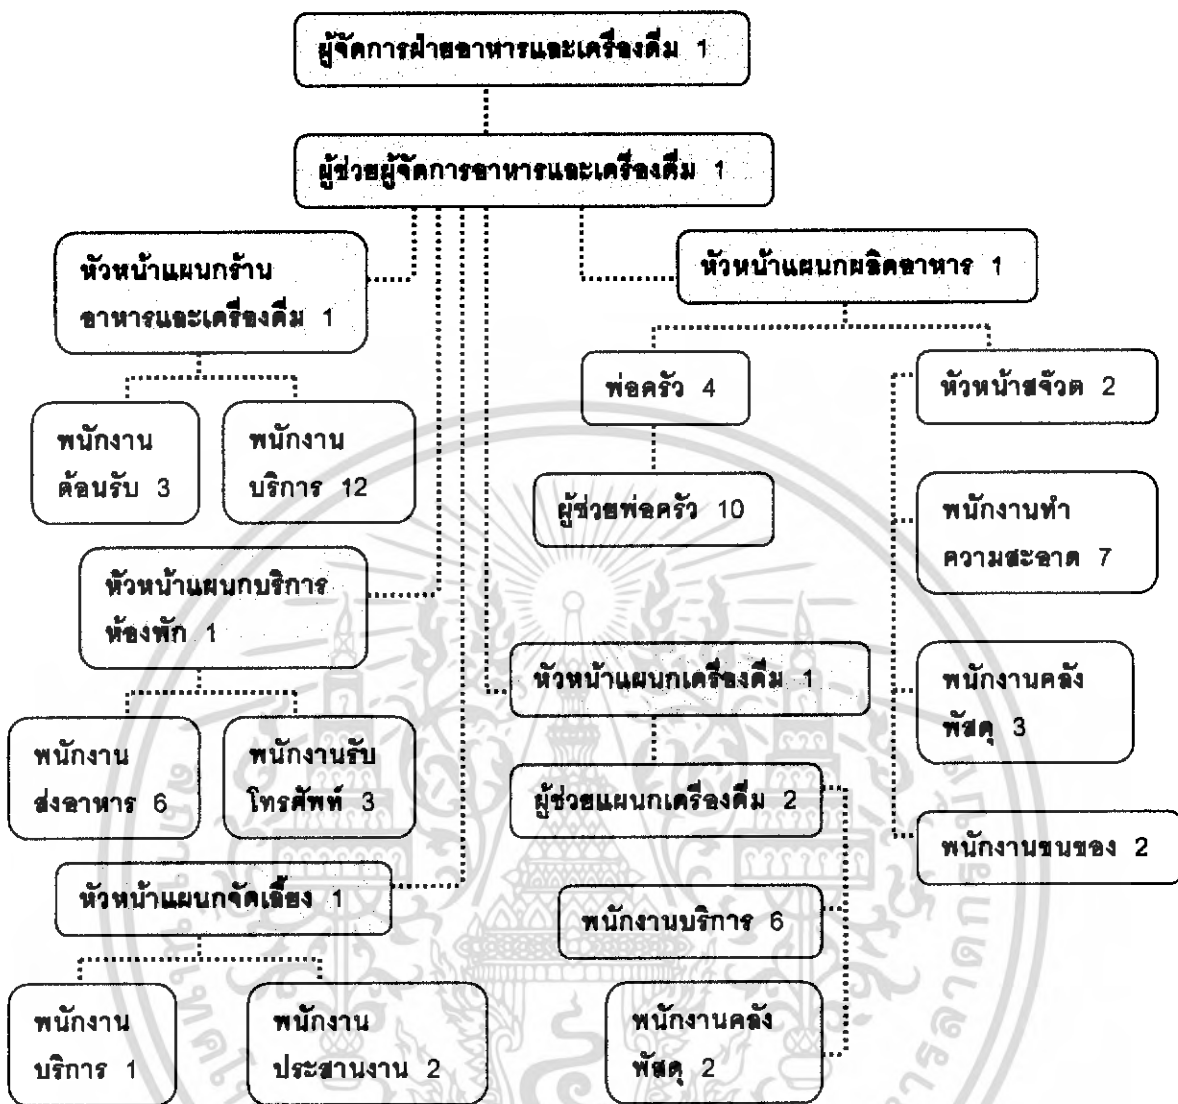 ผู้จัดการฝ่ายอาหารและเครื่องดื่ม 1
ผู้ช่วยผู้จัดการอาหารและเครื่องดื่ม 1
หัวหน้าแผนกร้าน
อาหารและเครื่องดื่ม 1
หัวหน้าแผนกผลิตอาหาร 1
พนักงาน
ต้อนรับ 3
พนักงาน
บริการ 12
พ่อครัว 4
หัวหน้าสจ๊วต 2
ผู้ช่วยพ่อครัว 10
พนักงานทำ
ความสะอาด 7
หัวหน้าแผนกบริการ
ห้องพัก 1
หัวหน้าแผนกเครื่องดื่ม 1
พนักงานคลัง
พัสดุ 3
พนักงาน
ส่งอาหาร 6
พนักงานรับ
โทรศัพท์ 3
ผู้ช่วยแผนกเครื่องดื่ม 2
พนักงานขนของ 2
หัวหน้าแผนกจัดเลี้ยง 1
พนักงานบริการ 6
พนักงาน
บริการ 1
พนักงาน
ประสานงาน 2
พนักงานคลัง
พัสดุ 2